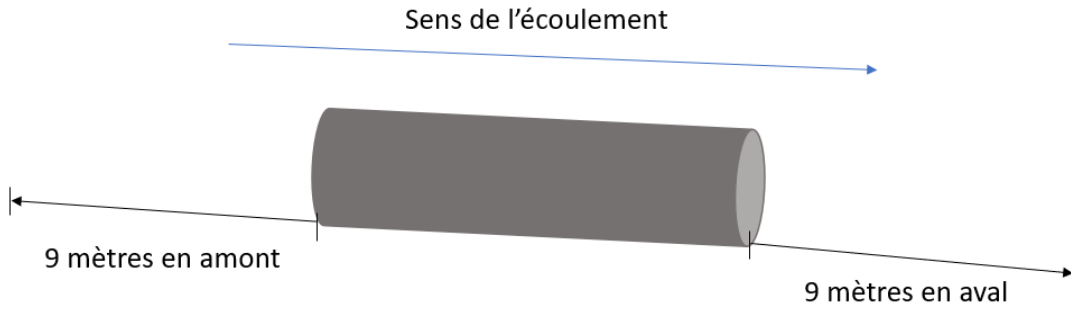 Sens de l’écoulement
9 mètres en amont
9 mètres en aval